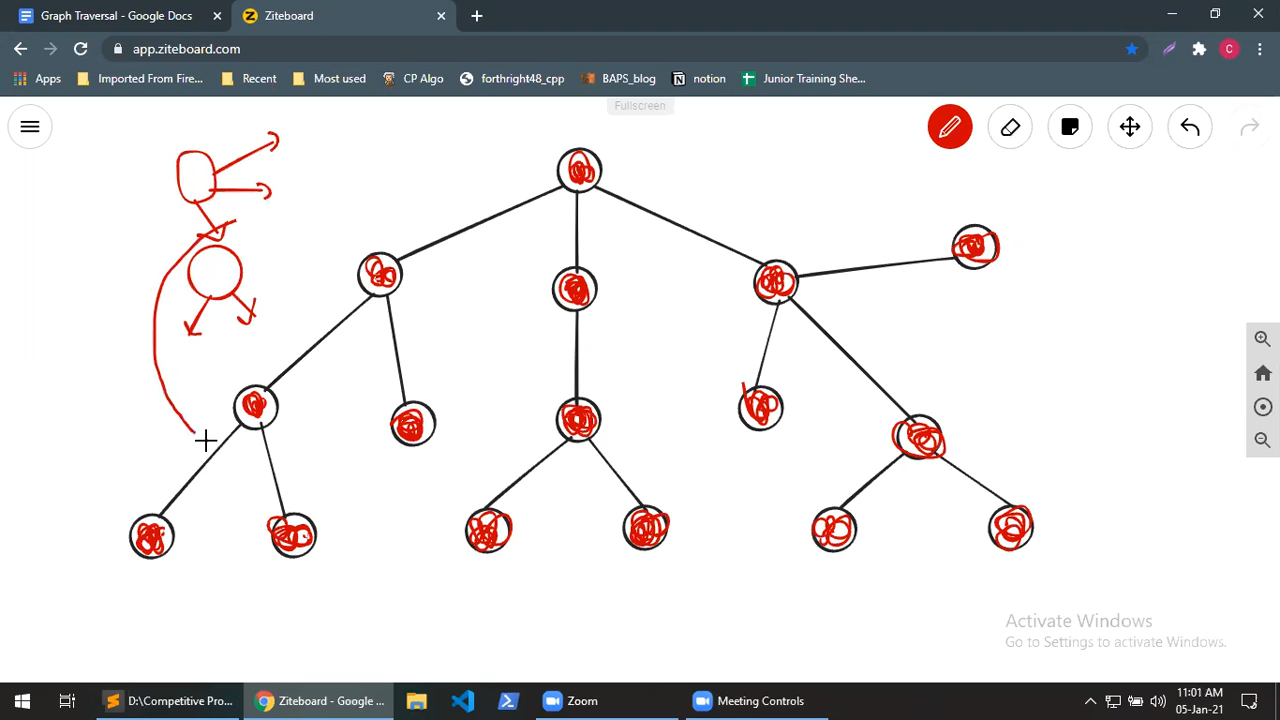 Graph Traversal - Google Docs
Ziteboard
app.ziteboard.com
C
Apps
Imported From Fire...
Recent
Most used
CP Algo
forthright48_cpp
BAPS_blog
notion
Junior Training She...
Fullscreen
Activate Windows
Go to Settings to activate Windows.
D:\Competitive Pro...
Ziteboard - Google ...
Zoom
Meeting Controls
11:01 AM
05-Jan-21